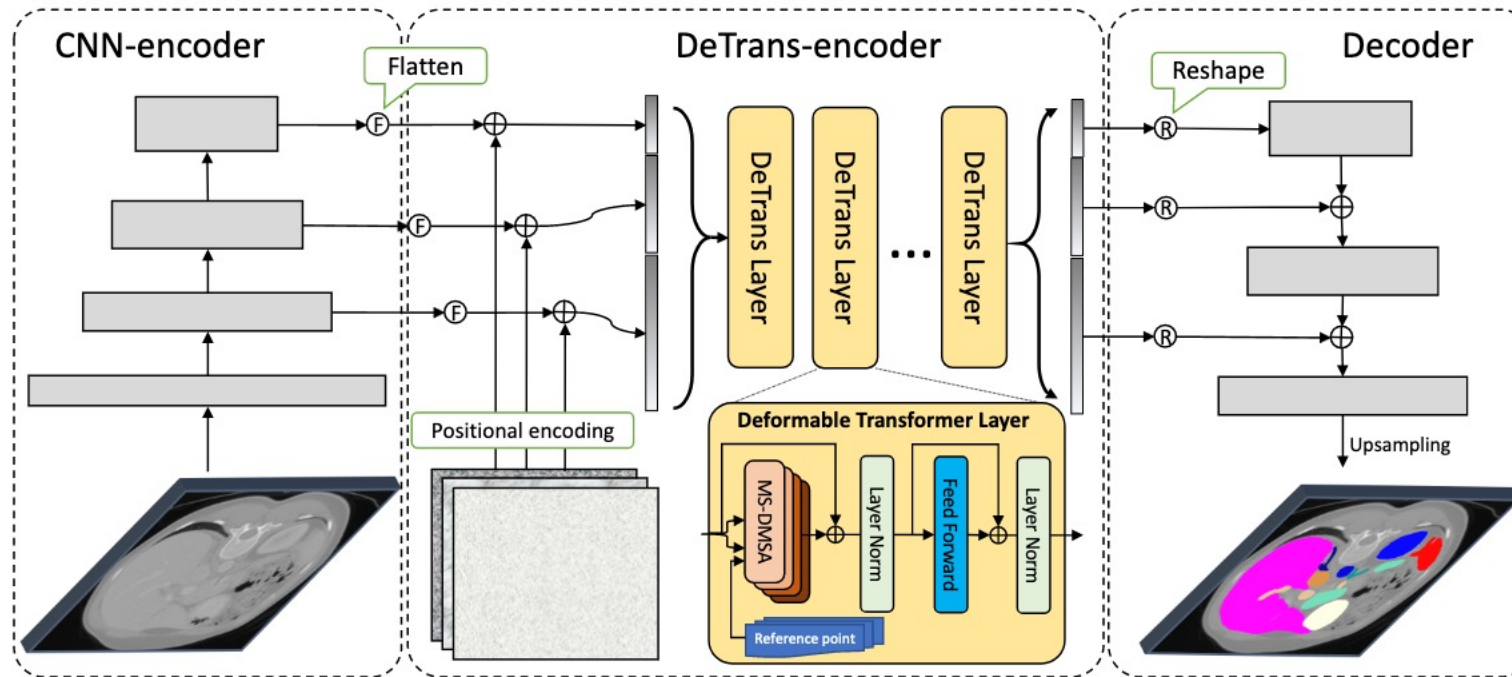 CNN-encoder
DeTrans-encoder
Decoder
Flatten
Reshape
F
F
F
R
R
R
DeTrans Layer
DeTrans Layer
...
DeTrans Layer
Positional encoding
Deformable Transformer Layer
MS-DMSA
Layer Norm
Feed Forward
Layer Norm
Reference point
Upsampling